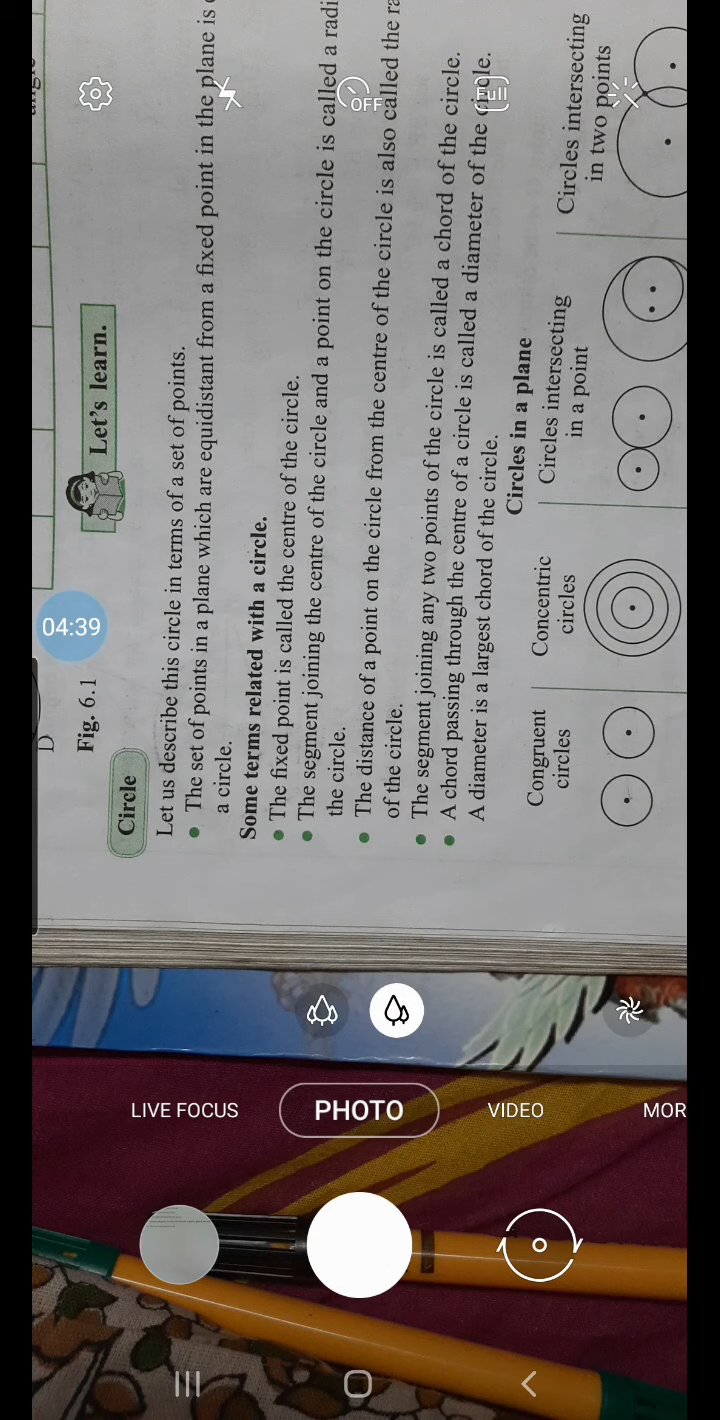 angle
D
Fig. 6.1
Let's learn.
Circle
Let us describe this circle in terms of a set of points.
● The set of points in a plane which are equidistant from a fixed point in the plane is
a circle.
Some terms related with a circle.
● The fixed point is called the centre of the circle.
● The segment joining the centre of the circle and a point on the circle is called a
the circle.
● The distance of a point on the circle from the centre of the circle is also called the
of the circle.
● The segment joining any two points of the circle is called a chord of the circle.
● A chord passing through the centre of a circle is called a diameter of the circle.
A diameter is a largest chord of the circle.
Circles in a plane
Congruent
circles
Concentric
circles
Circles intersecting
in a point
Circles intersecting
in two points
OFF
Full
04:39
LIVE FOCUS
PHOTO
VIDEO
MOR